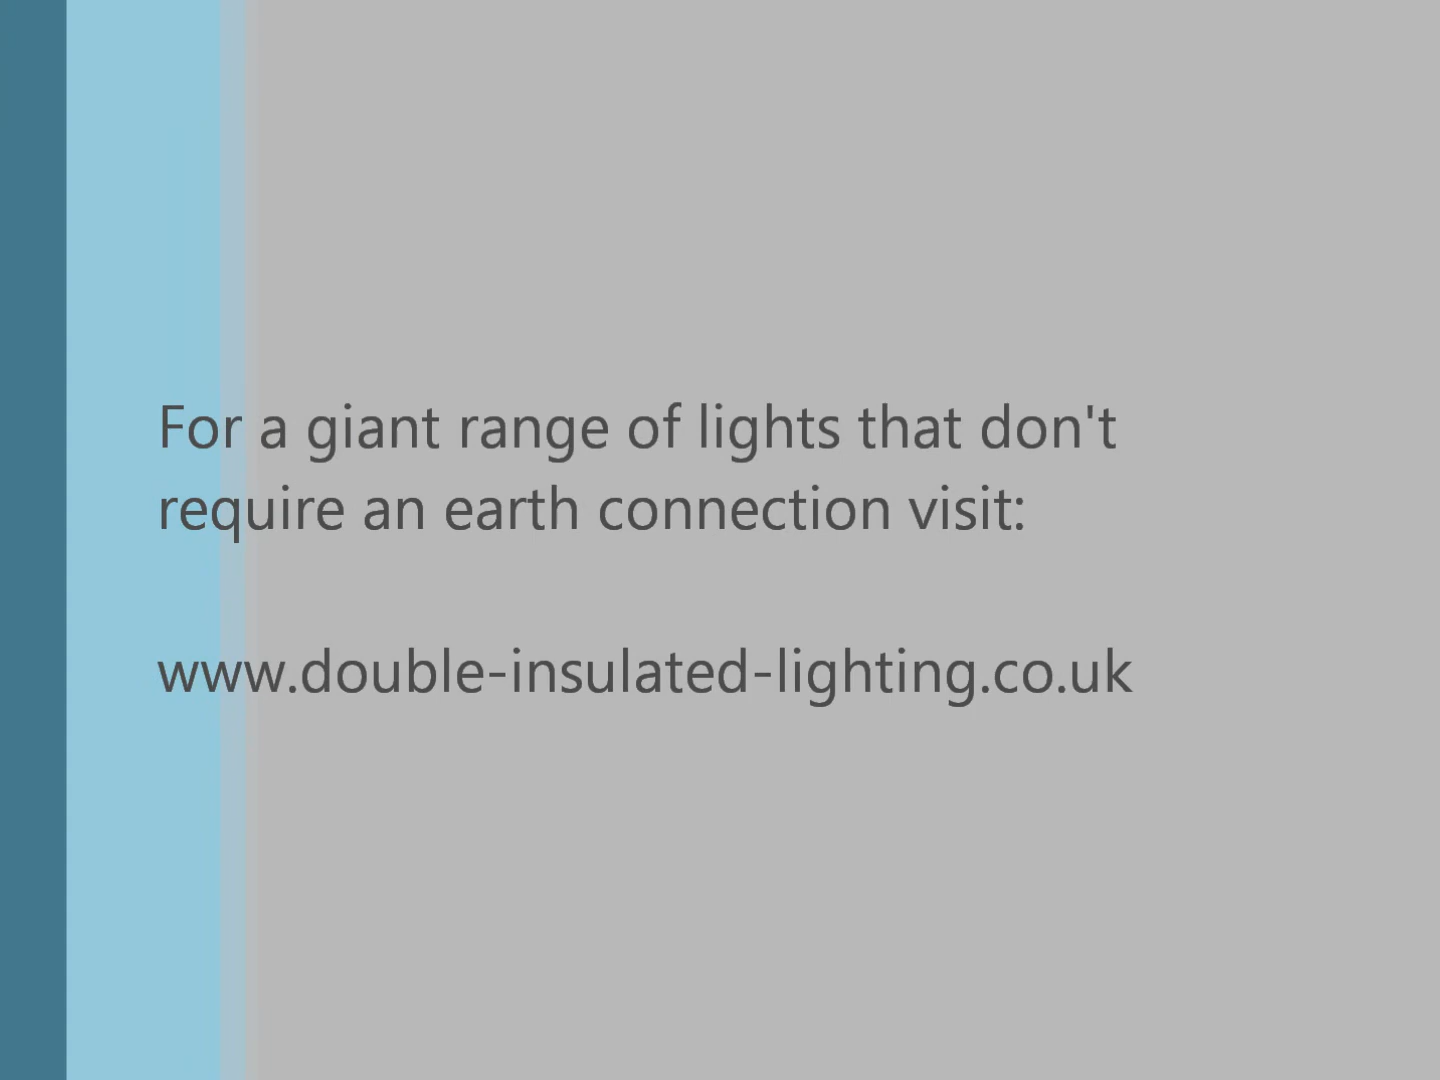 For a giant range of lights that don't
require an earth connection visit:
www.double-insulated-lighting.co.uk